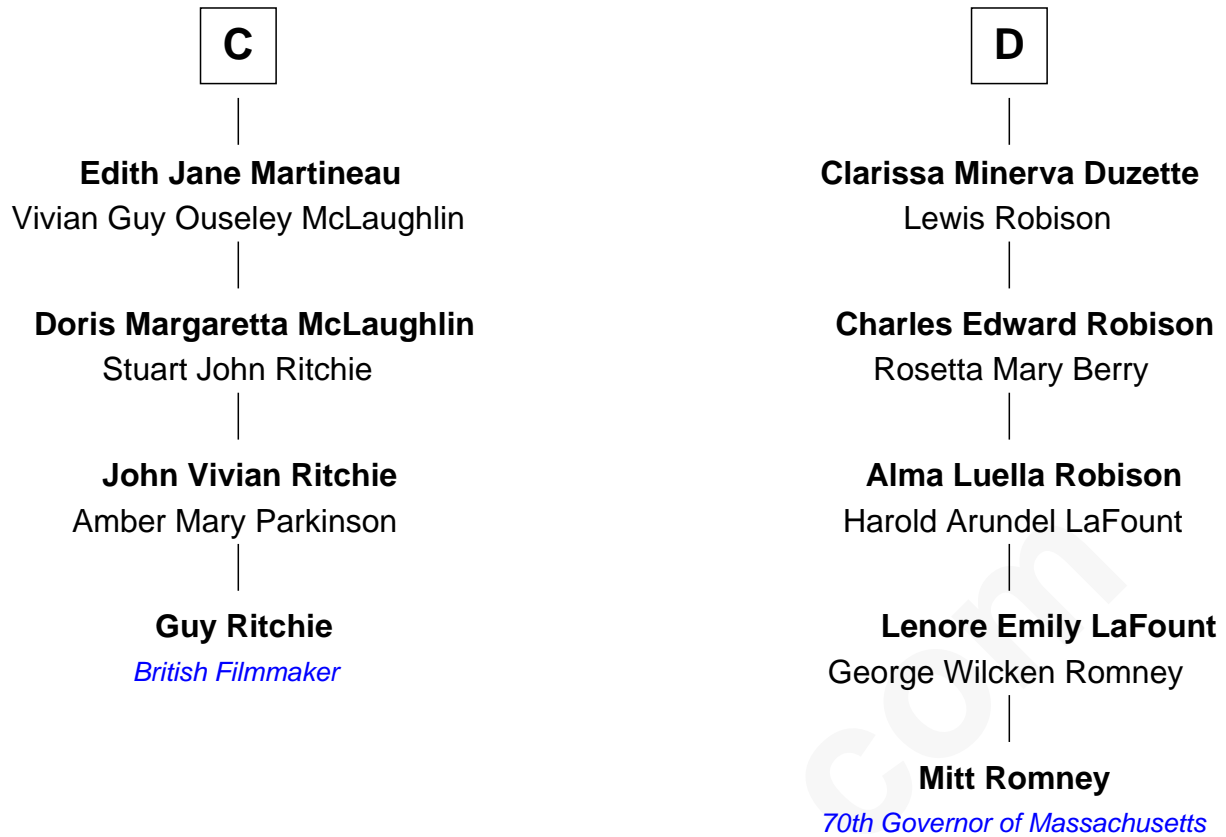 C
Edith Jane Martineau
Vivian Guy Ouseley McLaughlin
Doris Margaretta McLaughlin
Stuart John Ritchie
John Vivian Ritchie
Amber Mary Parkinson
Guy Ritchie
British Filmmaker
D
Clarissa Minerva Duzette
Lewis Robison
Charles Edward Robison
Rosetta Mary Berry
Alma Luella Robison
Harold Arundel LaFount
Lenore Emily LaFount
George Wilcken Romney
Mitt Romney
70th Governor of Massachusetts
com